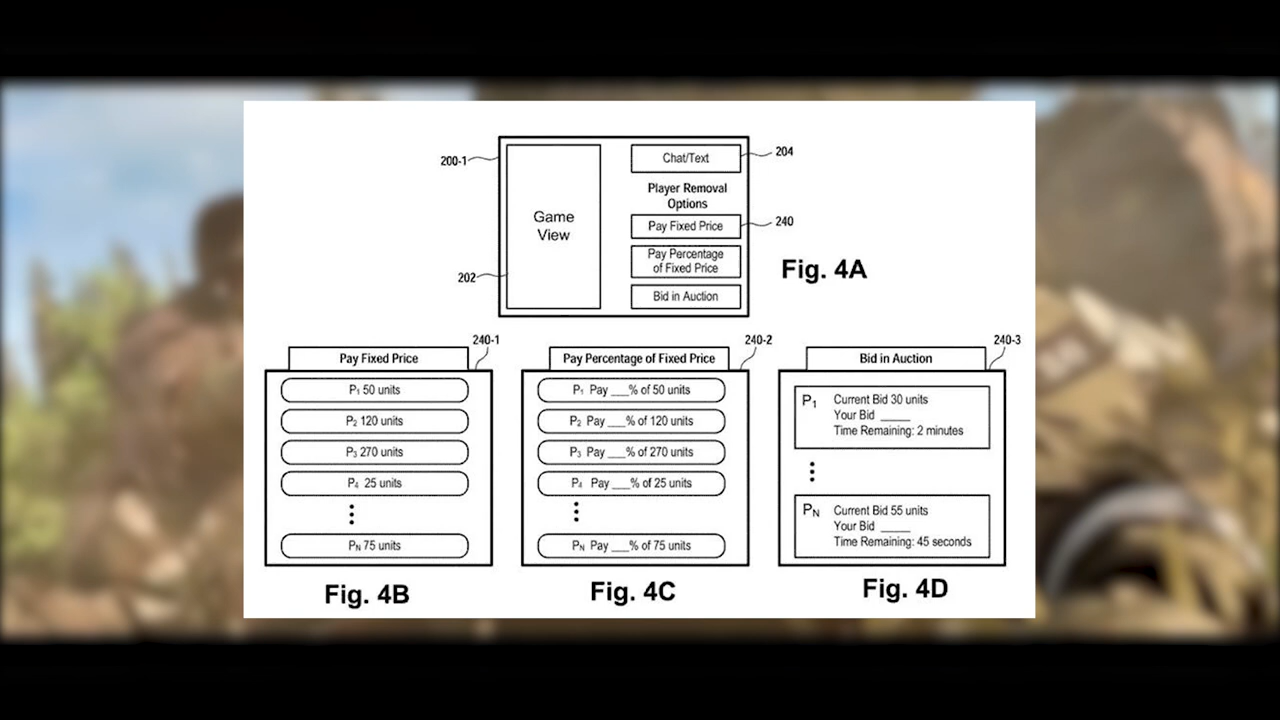 200-1
Game
View
202
Chat/Text
204
Player Removal
Options
Pay Fixed Price
240
Pay Percentage
of Fixed Price
Bid in Auction
Fig. 4A
240-1
Pay Fixed Price
P₁ 50 units
P₂ 120 units
P₃ 270 units
P₄ 25 units
P_N 75 units
Fig. 4B
240-2
Pay Percentage of Fixed Price
P₁ Pay ___% of 50 units
P₂ Pay ___% of 120 units
P₃ Pay ___% of 270 units
P₄ Pay ___% of 25 units
P_N Pay ___% of 75 units
Fig. 4C
240-3
Bid in Auction
P₁ Current Bid 30 units
Your Bid _____
Time Remaining: 2 minutes
P_N Current Bid 55 units
Your Bid _____
Time Remaining: 45 seconds
Fig. 4D